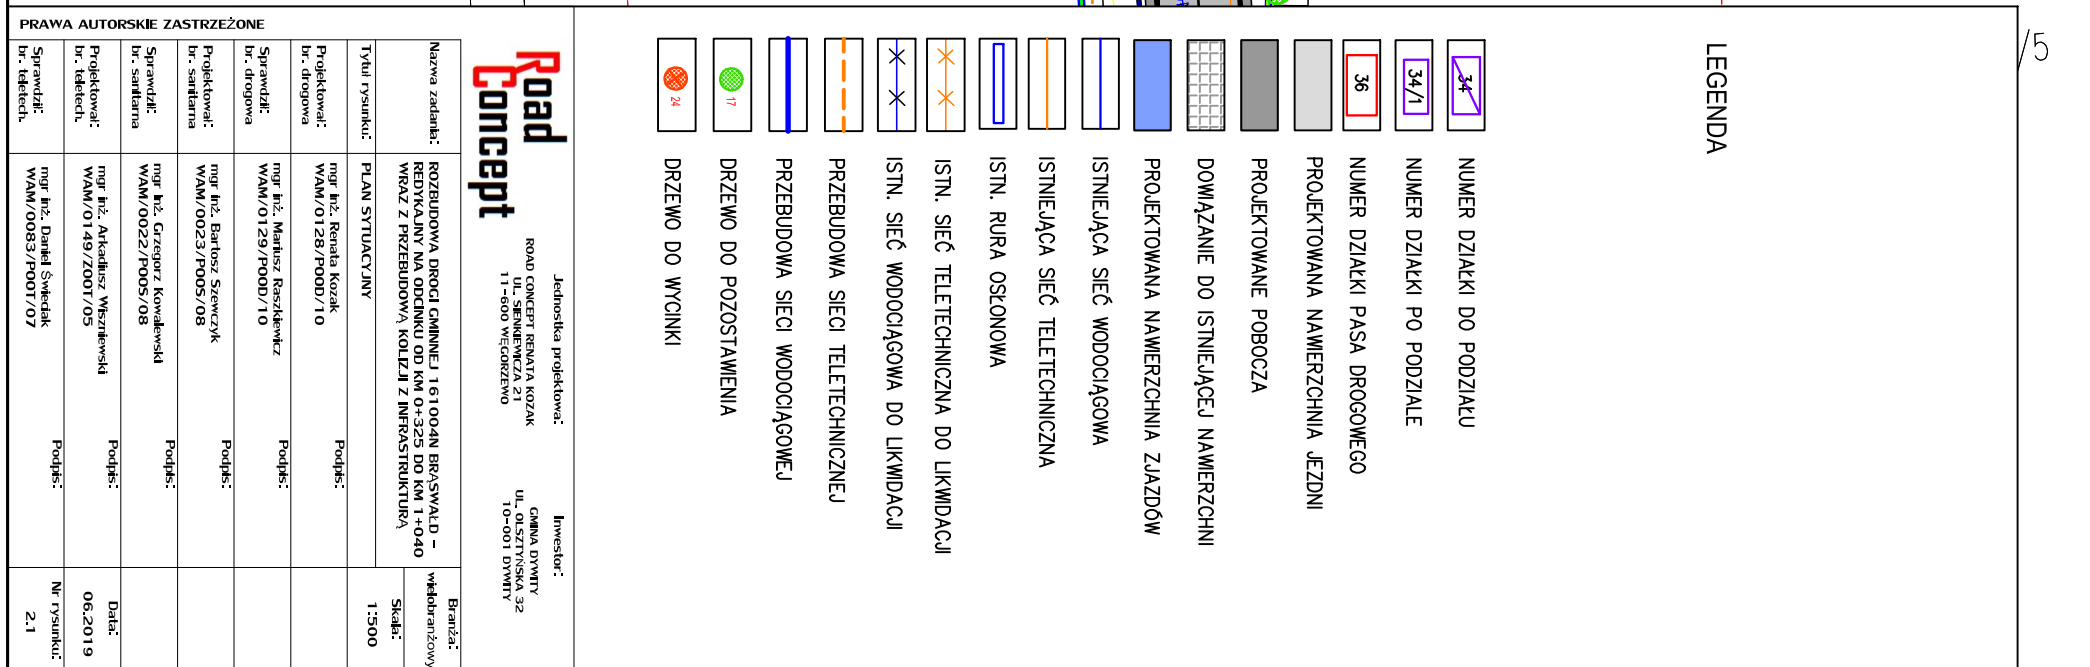 /5
LEGENDA
34
NUMER DZIAŁKI DO PODZIAŁU
34/1
NUMER DZIAŁKI PO PODZIALE
36
NUMER DZIAŁKI PASA DROGOWEGO
PROJEKTOWANA NAWIERZCHNIA JEZDNI
PROJEKTOWANE POBOCZA
DOWIĄZANIE DO ISTNIEJĄCEJ NAWIERZCHNI
PROJEKTOWANA NAWIERZCHNIA ZJAZDÓW
ISTNIEJĄCA SIEĆ WODOCIĄGOWA
ISTNIEJĄCA SIEĆ TELETECHNICZNA
ISTN. RURA OSŁONOWA
ISTN. SIEĆ TELETECHNICZNA DO LIKWIDACJI
ISTN. SIEĆ WODOCIĄGOWA DO LIKWIDACJI
PRZEBUDOWA SIECI TELETECHNICZNEJ
PRZEBUDOWA SIECI WODOCIĄGOWEJ
17
DRZEWO DO POZOSTAWIENIA
24
DRZEWO DO WYCINKI
Road
Concept
Jednostka projektowa:
ROAD CONCEPT RENATA KOZAK
UL. SIENKIEWICZA 21
11-600 WĘGORZEWO
Inwestor:
GMINA DYWITY
UL. OLSZTYŃSKA 32
10-001 DYWITY
Nazwa zadania:
ROZBUDOWA DROGI GMINNEJ 161004N BRĄSWAŁD -
REDYKAJNY NA ODCINKU OD KM 0+325 DO KM 1+040
WRAZ Z PRZEBUDOWĄ KOLIZJI Z INFRASTRUKTURĄ
Branża:
wielobranżowy
Tytuł rysunku:
PLAN SYTUACYJNY
Skala:
1:500
Projektował:
br. drogowa
mgr inż. Renata Kozak
WAM/0128/POOD/10
Podpis:
Sprawdził:
br. drogowa
mgr inż. Mariusz Raszkiewicz
WAM/0129/POOD/10
Podpis:
Projektował:
br. sanitarna
mgr inż. Bartosz Szewczyk
WAM/0023/POOS/08
Podpis:
Sprawdził:
br. sanitarna
mgr inż. Grzegorz Kowalewski
WAM/0022/POOS/08
Podpis:
Projektował:
br. teletech.
mgr inż. Arkadiusz Wiszniewski
WAM/0149/ZOOT/05
Podpis:
Data:
06.2019
Sprawdził:
br. teletech.
mgr inż. Daniel Świeciak
WAM/0083/POOT/07
Podpis:
Nr rysunku:
2.1
PRAWA AUTORSKIE ZASTRZEŻONE